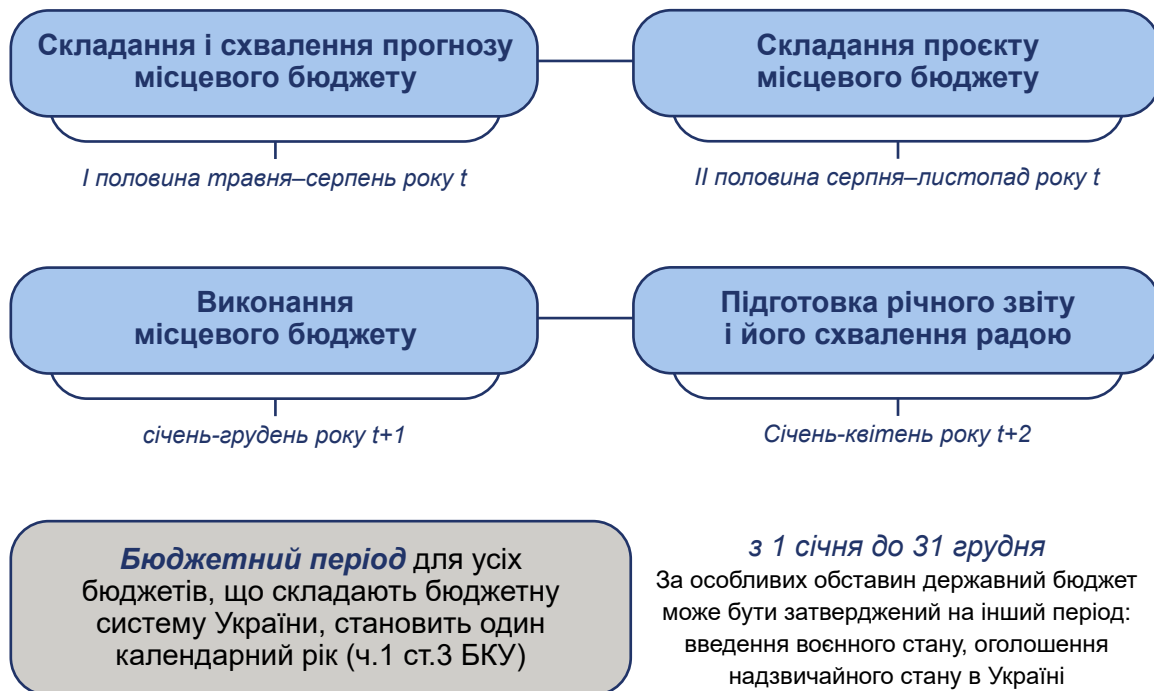 Складання і схвалення прогнозу
місцевого бюджету
І половина травня–серпень року t
Складання проєкту
місцевого бюджету
ІІ половина серпня–листопад року t
Виконання
місцевого бюджету
січень-грудень року t+1
Підготовка річного звіту
і його схвалення радою
Січень-квітень року t+2
Бюджетний період для усіх
бюджетів, що складають бюджетну
систему України, становить один
календарний рік (ч.1 ст.3 БКУ)
з 1 січня до 31 грудня
За особливих обставин державний бюджет
може бути затверджений на інший період:
введення воєнного стану, оголошення
надзвичайного стану в Україні